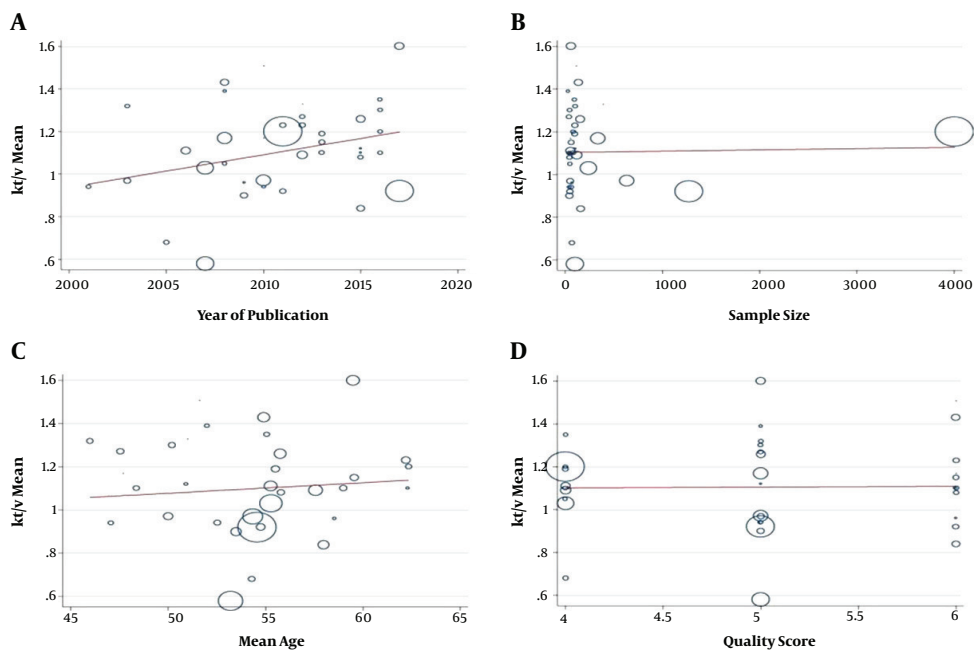 A
kt/v Mean
1.6
1.4
1.2
1
.8
.6
2000 2005 2010 2015 2020
Year of Publication
B
kt/v Mean
1.6
1.4
1.2
1
.8
.6
0 1000 2000 3000 4000
Sample Size
C
kt/v Mean
1.6
1.4
1.2
1
.8
.6
45 50 55 60 65
Mean Age
D
kt/v Mean
1.6
1.4
1.2
1
.8
.6
4 4.5 5 5.5 6
Quality Score